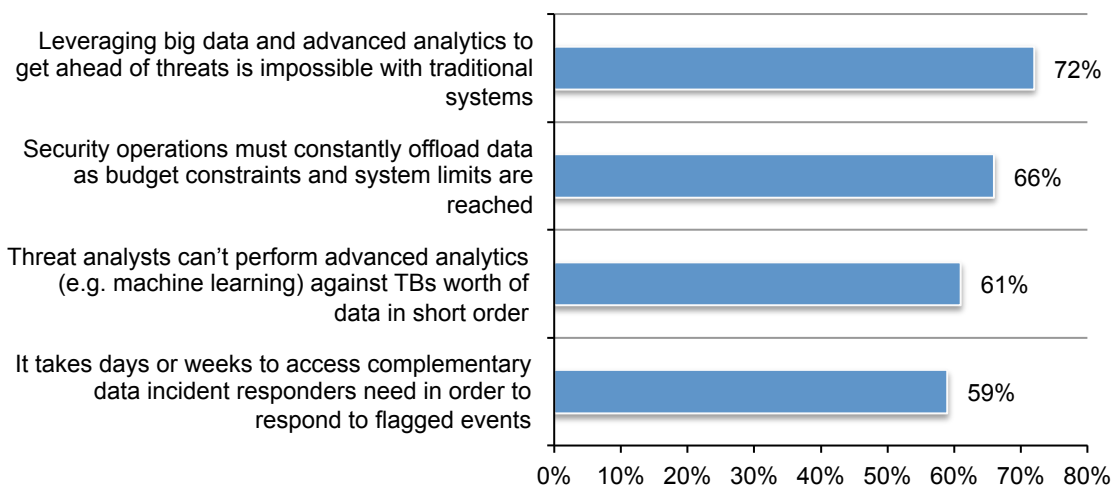 Leveraging big data and advanced analytics to
get ahead of threats is impossible with traditional
systems
72%
Security operations must constantly offload data
as budget constraints and system limits are
reached
66%
Threat analysts can’t perform advanced analytics
(e.g. machine learning) against TBs worth of
data in short order
61%
It takes days or weeks to access complementary
data incident responders need in order to
respond to flagged events
59%
0% 10% 20% 30% 40% 50% 60% 70% 80%